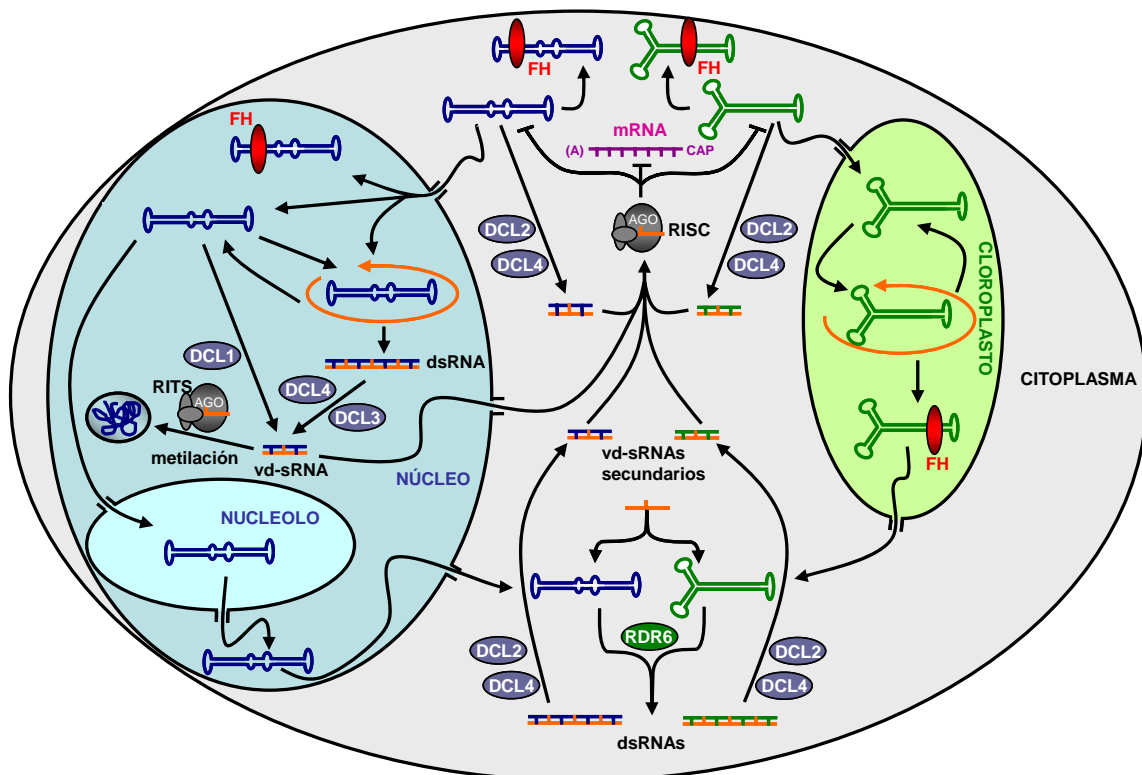 FH
FH
FH
mRNA
(A)
CAP
AGO
RISC
DCL2
DCL4
DCL2
DCL4
CLOROPLASTO
CITOPLASMA
FH
DCL1
dsRNA
DCL4
DCL3
RITS
AGO
metilación
vd-sRNA
NÚCLEO
NUCLEOLO
vd-sRNAs
secundarios
RDR6
DCL2
DCL4
DCL2
DCL4
dsRNAs